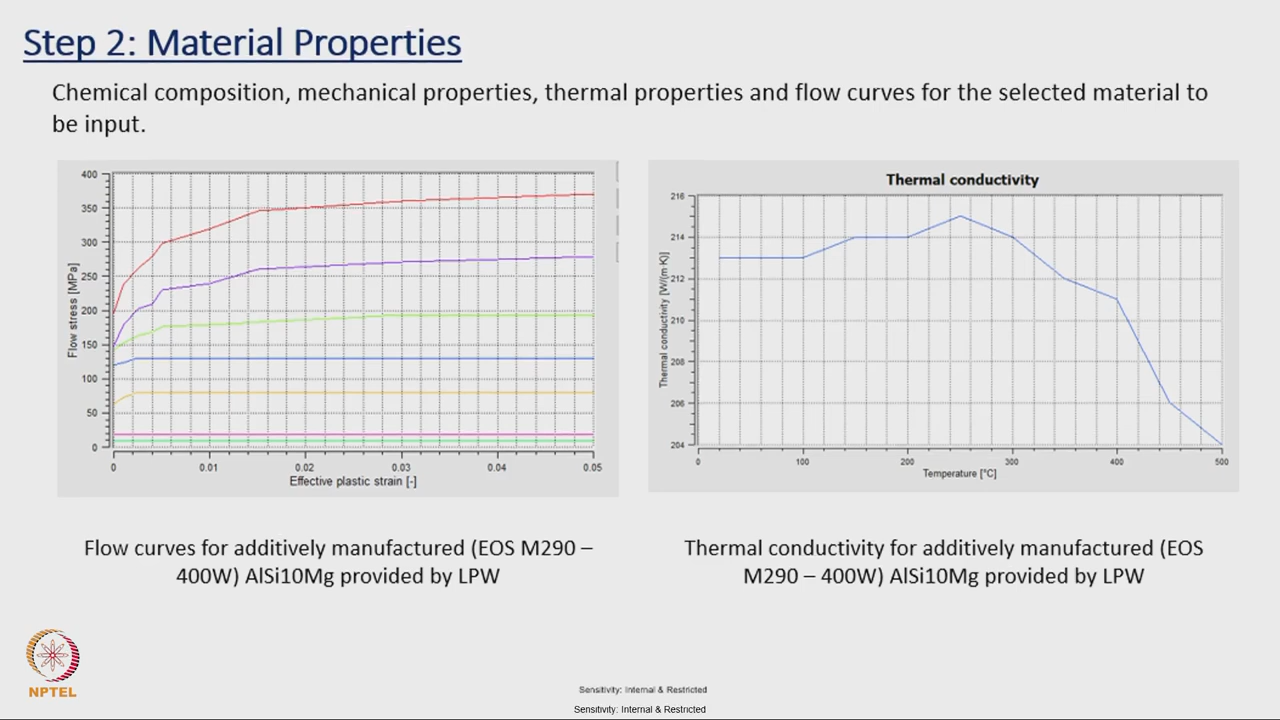 Step 2: Material Properties
Chemical composition, mechanical properties, thermal properties and flow curves for the selected material to
be input.
400
350
300
250
200
150
100
50
0
Flow stress [MPa]
0 0.01 0.02 0.03 0.04 0.05
Effective plastic strain [-]
Thermal conductivity
216
214
212
210
208
206
204
Thermal conductivity [W/(m·K)]
0 100 200 300 400 500
Temperature [°C]
Flow curves for additively manufactured (EOS M290 –
400W) AlSi10Mg provided by LPW
Thermal conductivity for additively manufactured (EOS
M290 – 400W) AlSi10Mg provided by LPW
NPTEL
Sensitivity: Internal & Restricted
Sensitivity: Internal & Restricted